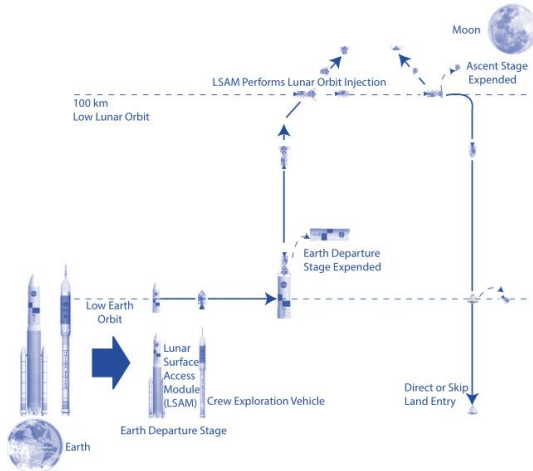 Moon
LSAM Performs Lunar Orbit Injection
Ascent Stage
Expended
100 km
Low Lunar Orbit
Earth Departure
Stage Expended
Low Earth
Orbit
Lunar
Surface
Access
Module
(LSAM)
Crew Exploration Vehicle
Earth Departure Stage
Direct or Skip
Land Entry
Earth